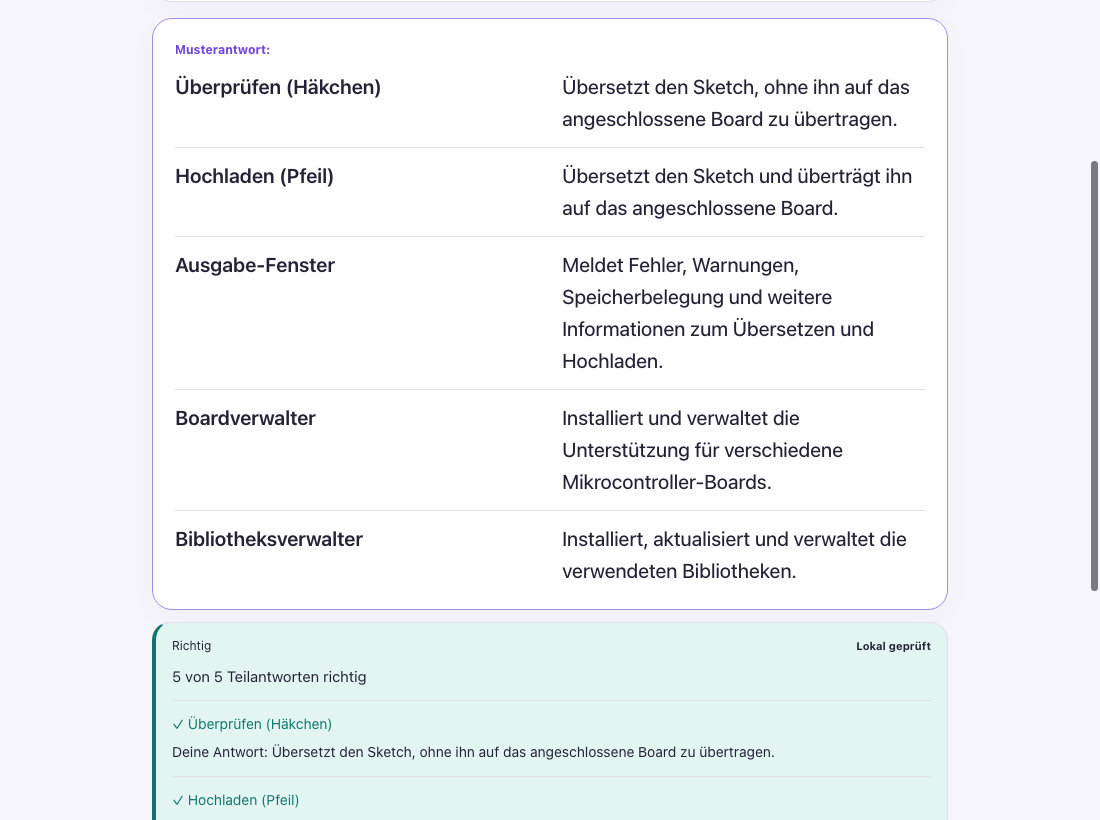 Musterantwort:
Überprüfen (Häkchen)
Übersetzt den Sketch, ohne ihn auf das
angeschlossene Board zu übertragen.
Hochladen (Pfeil)
Übersetzt den Sketch und überträgt ihn
auf das angeschlossene Board.
Ausgabe-Fenster
Meldet Fehler, Warnungen,
Speicherbelegung und weitere
Informationen zum Übersetzen und
Hochladen.
Boardverwalter
Installiert und verwaltet die
Unterstützung für verschiedene
Mikrocontroller-Boards.
Bibliotheksverwalter
Installiert, aktualisiert und verwaltet die
verwendeten Bibliotheken.
Richtig
Lokal geprüft
5 von 5 Teilantworten richtig
✓ Überprüfen (Häkchen)
Deine Antwort: Übersetzt den Sketch, ohne ihn auf das angeschlossene Board zu übertragen.
✓ Hochladen (Pfeil)